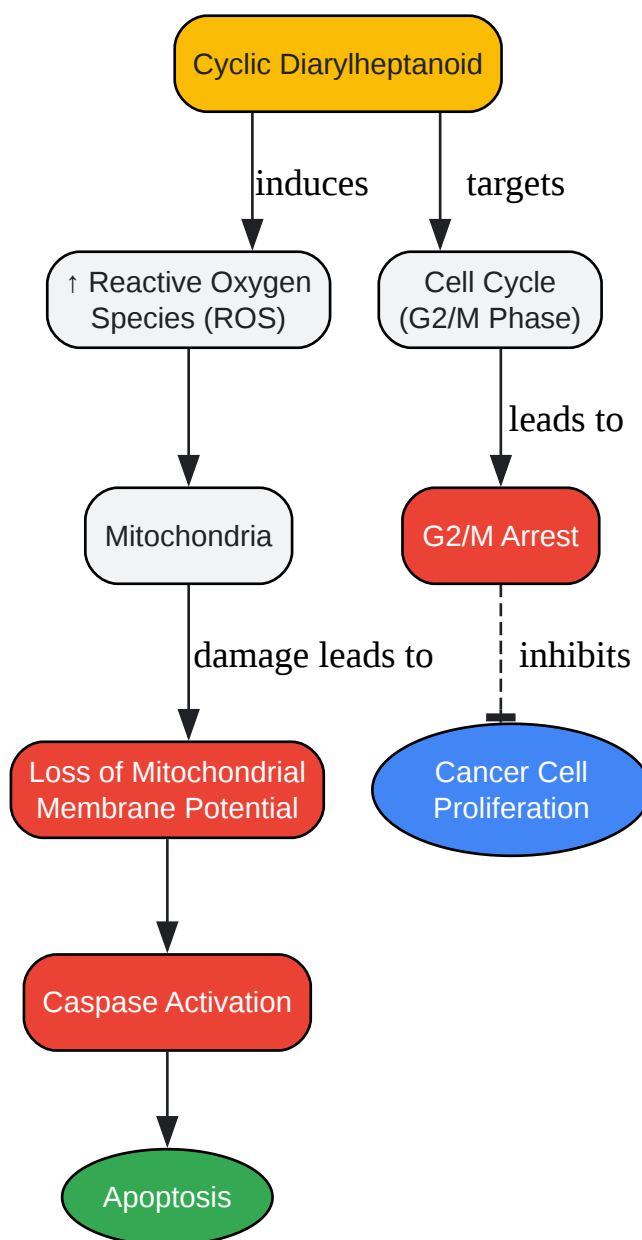 Cyclic Diarylheptanoid
induces
targets
↑ Reactive Oxygen
Species (ROS)
Cell Cycle
(G2/M Phase)
leads to
Mitochondria
G2/M Arrest
damage leads to
inhibits
Loss of Mitochondrial
Membrane Potential
Cancer Cell
Proliferation
Caspase Activation
Apoptosis